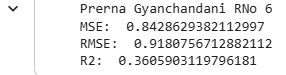 Prerna Gyanchandani RNo 6
MSE:  0.8428629382112997
RMSE:  0.9180756712882112
R2:  0.3605903119796181